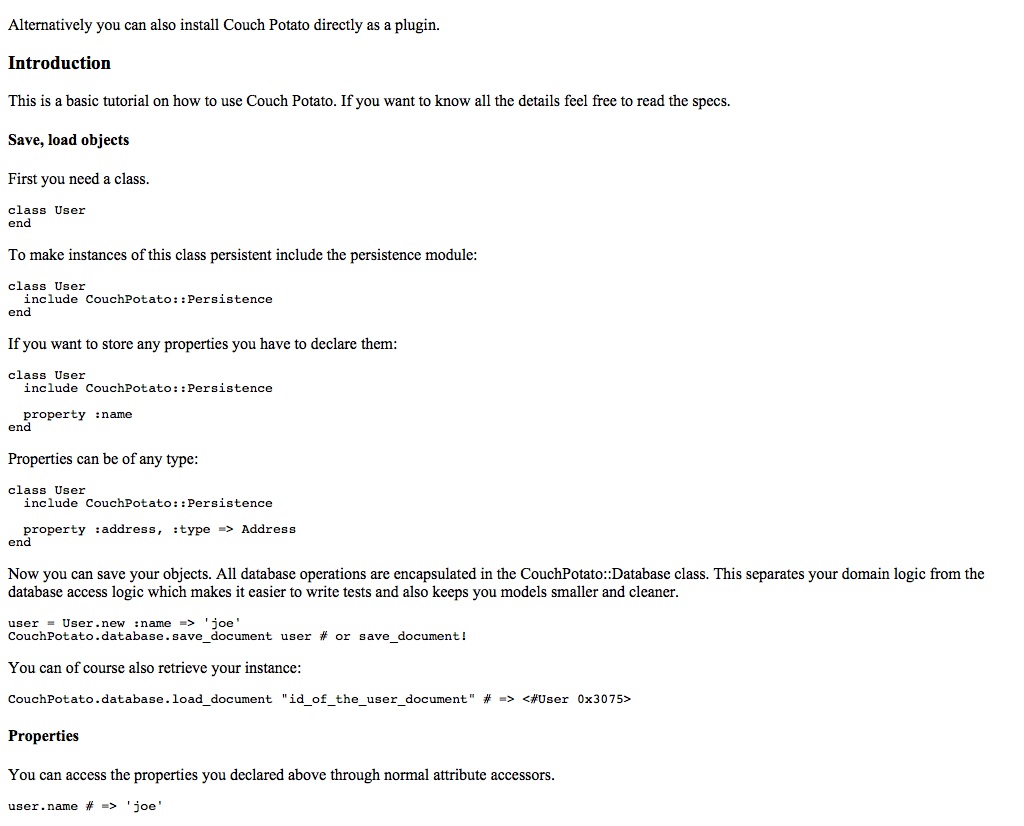 Alternatively you can also install Couch Potato directly as a plugin.
Introduction
This is a basic tutorial on how to use Couch Potato. If you want to know all the details feel free to read the specs.
Save, load objects
First you need a class.
class User
end
To make instances of this class persistent include the persistence module:
class User
  include CouchPotato::Persistence
end
If you want to store any properties you have to declare them:
class User
  include CouchPotato::Persistence
  property :name
end
Properties can be of any type:
class User
  include CouchPotato::Persistence
  property :address, :type => Address
end
Now you can save your objects. All database operations are encapsulated in the CouchPotato::Database class. This separates your domain logic from the
database access logic which makes it easier to write tests and also keeps you models smaller and cleaner.
user = User.new :name => 'joe'
CouchPotato.database.save_document user # or save_document!
You can of course also retrieve your instance:
CouchPotato.database.load_document "id_of_the_user_document" # => <#User 0x3075>
Properties
You can access the properties you declared above through normal attribute accessors.
user.name # => 'joe'